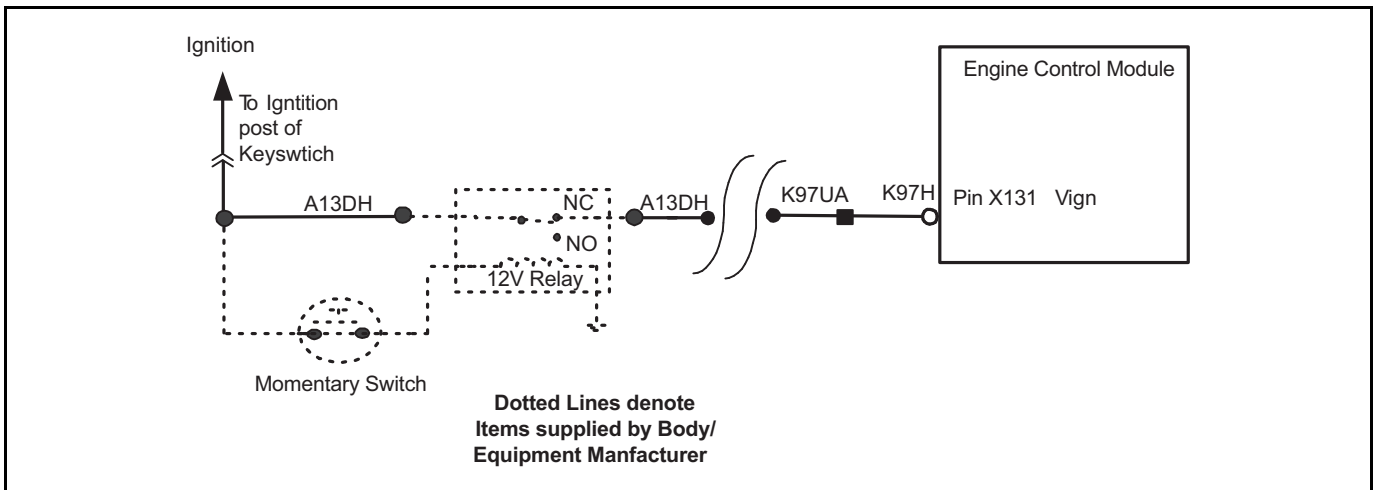 Ignition
To Igntition
post of
Keyswtich
Engine Control Module
A13DH
NC
A13DH
K97UA
K97H
Pin X131 Vign
NO
12V Relay
Momentary Switch
Dotted Lines denote
Items supplied by Body/
Equipment Manfacturer